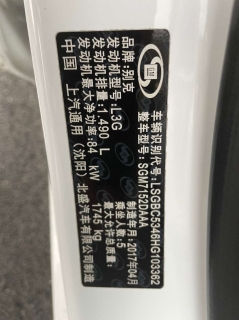 品牌:别克
发动机型号:L3G
发动机排量:1.490 L
发动机最大净功率:84 kW
中国 上汽通用(沈阳)北盛汽车有限公司制造
车辆识别代号:LSGBC5346HG103362
整车型号:SGM7152DAAA
制造年月:2017年04月
乘坐人数:5
最大允许总质量:1745 kg